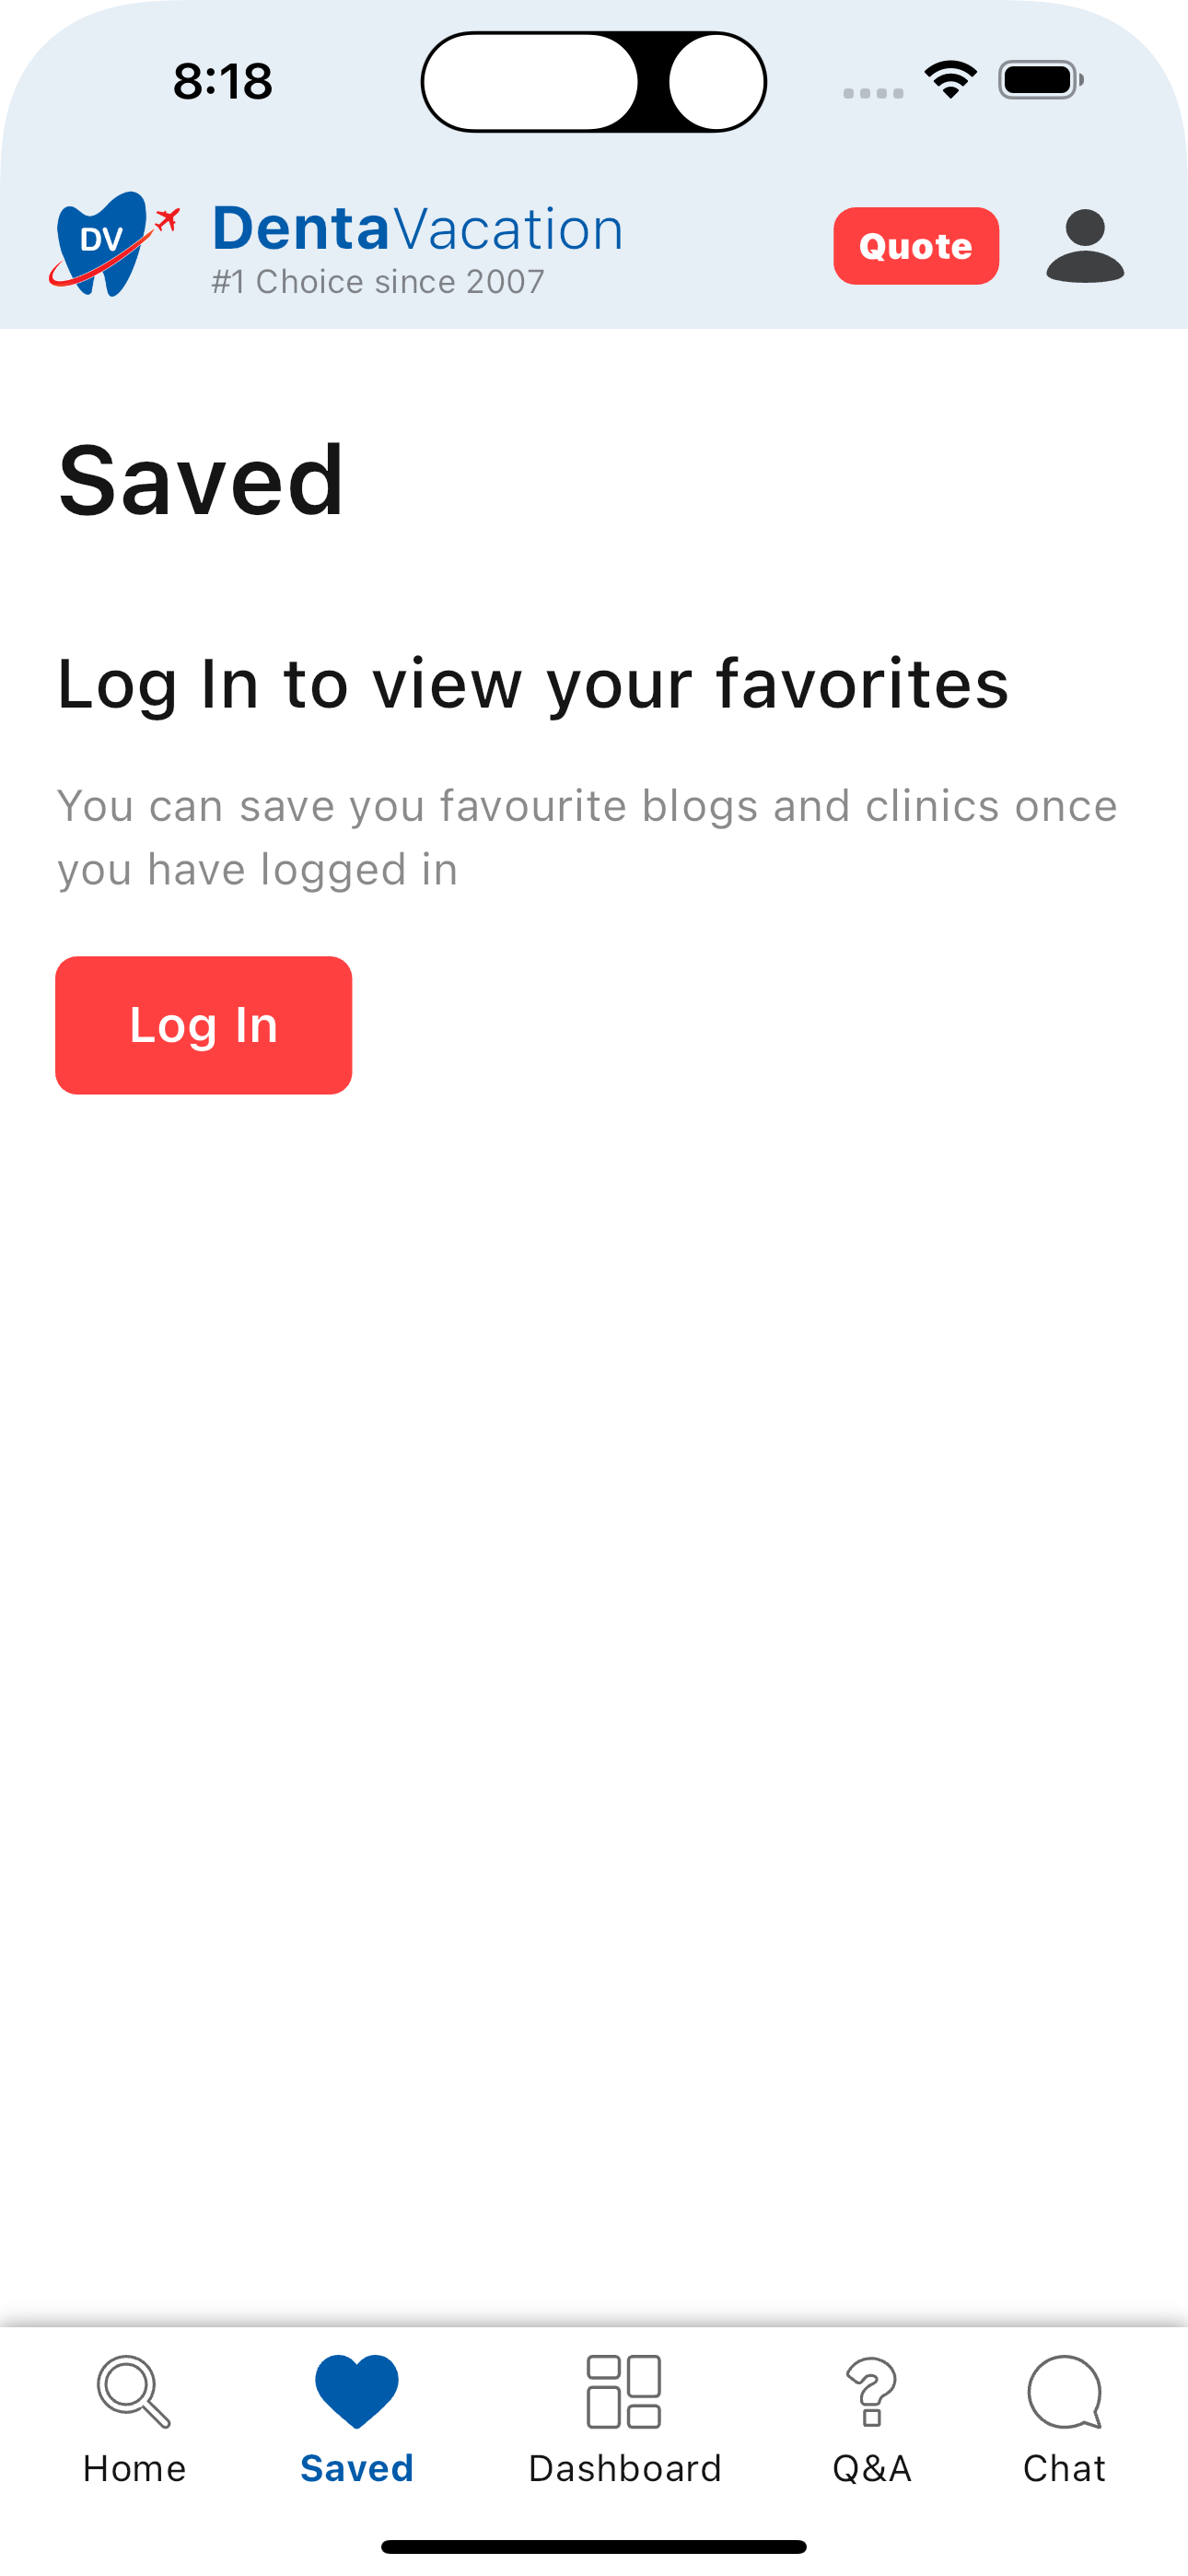 8:18
DV
DentaVacation
#1 Choice since 2007
Quote
Saved
Log In to view your favorites
You can save you favourite blogs and clinics once
you have logged in
Log In
Home
Saved
Dashboard
Q&A
Chat